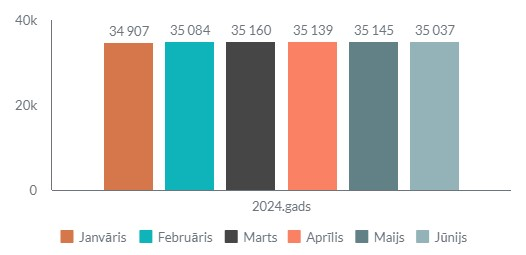 40k
34 907 35 084 35 160 35 139 35 145 35 037
20k
0
2024.gads
Janvāris Februāris Marts Aprīlis Maijs Jūnijs